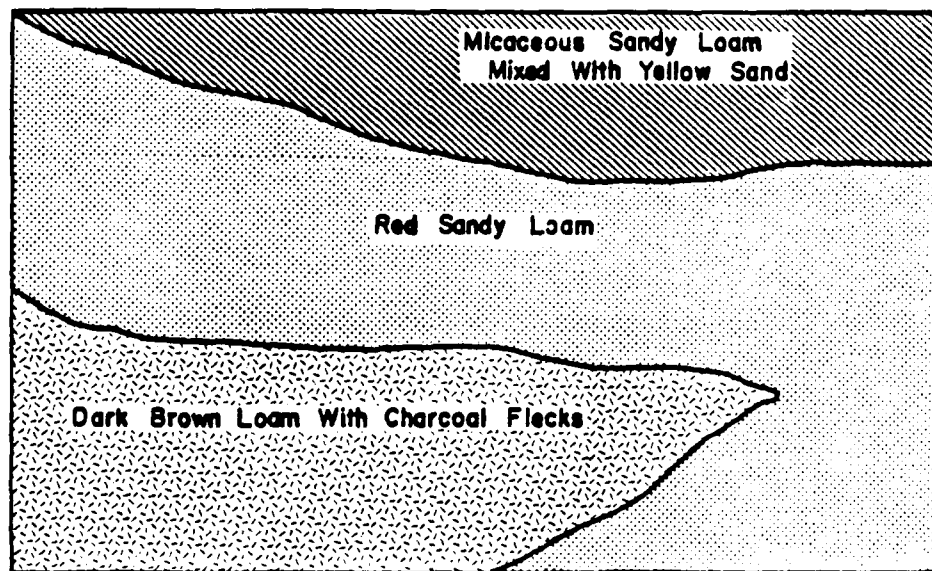 Micaceous Sandy Loam
Mixed With Yellow Sand
Red Sandy Loam
Dark Brown Loam With Charcoal Flecks